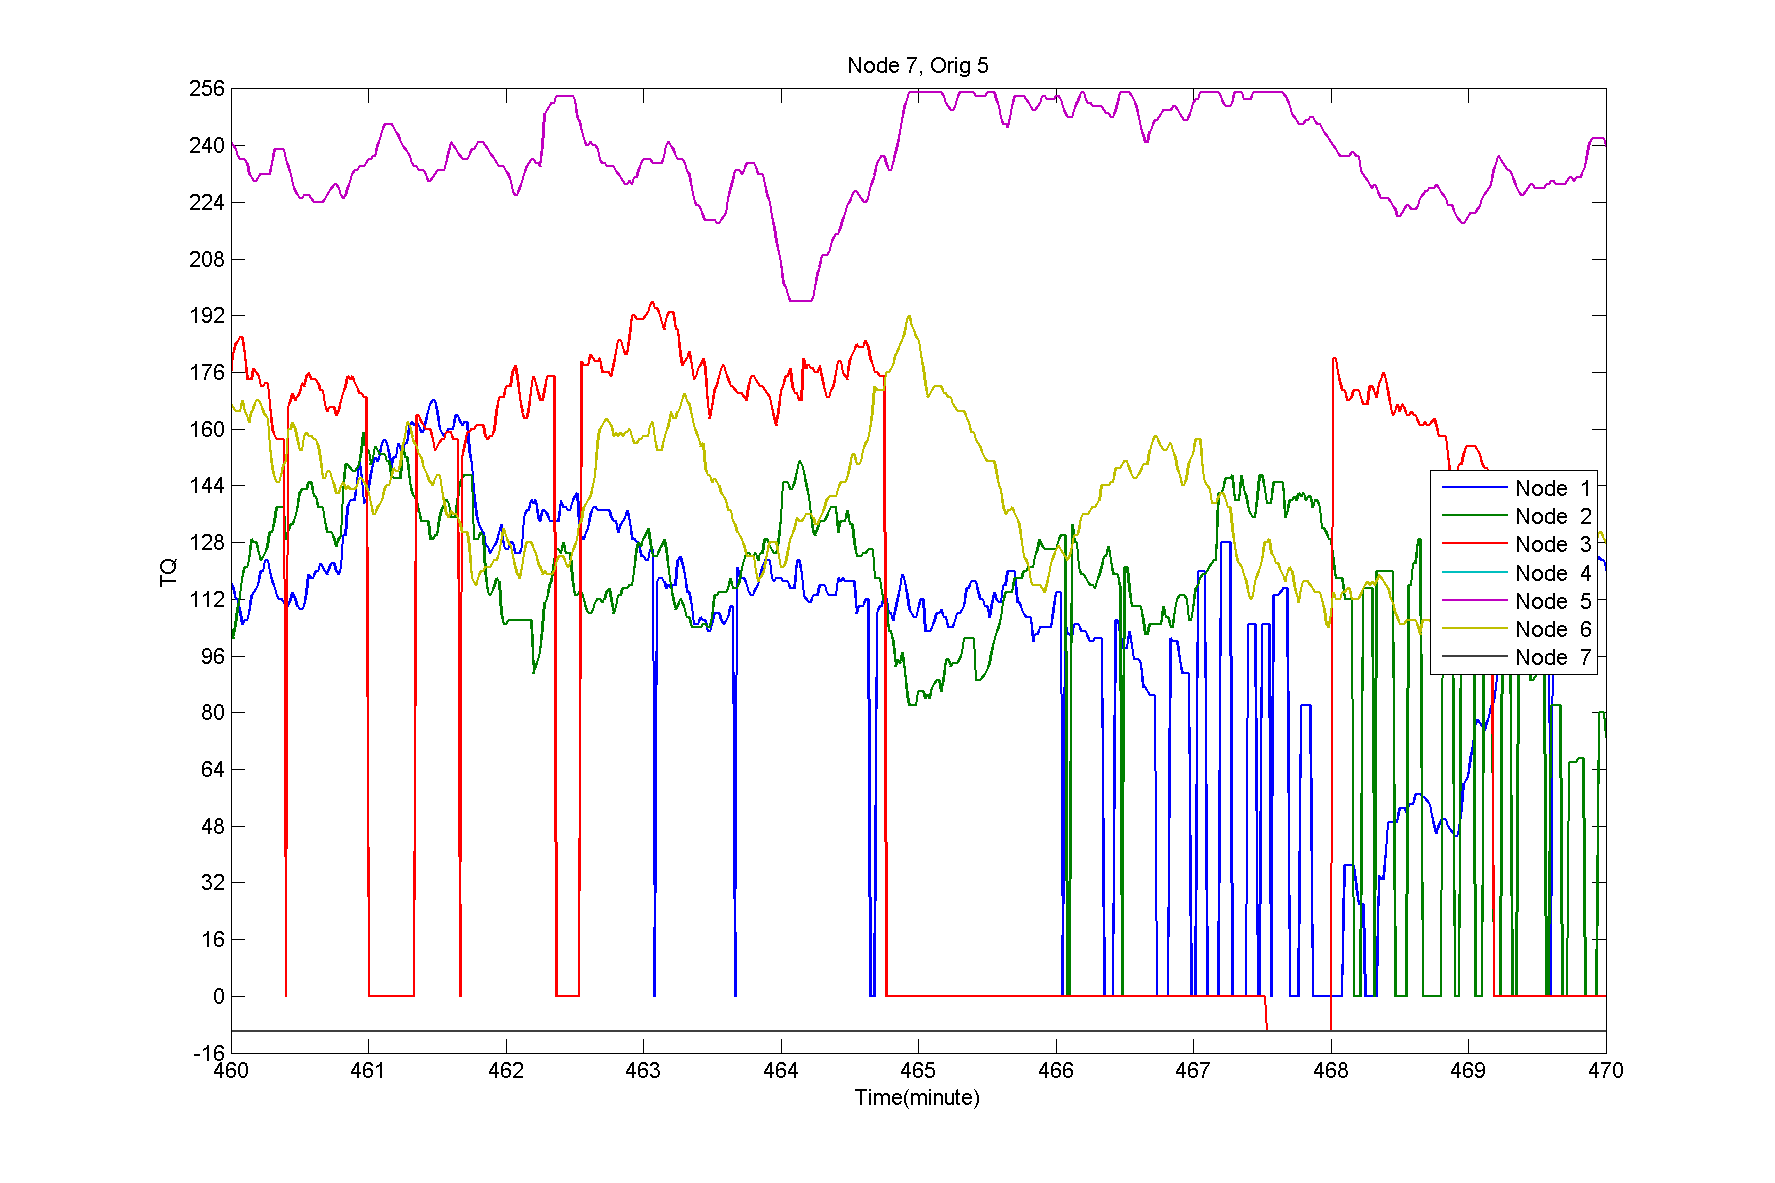 Node 7, Orig 5
256
240
224
208
192
176
160
144
128
112
96
80
64
48
32
16
0
-16
TQ
Node 1
Node 2
Node 3
Node 4
Node 5
Node 6
Node 7
460 461 462 463 464 465 466 467 468 469 470
Time(minute)